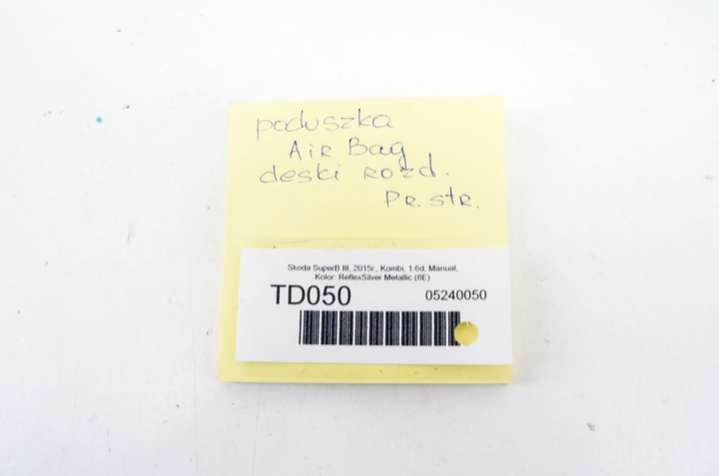 poduszka
AIR Bag
deski rozd.
PR. stR.
Skoda SuperB III, 2015r., Kombi, 1.6d, Manual,
Kolor: ReflexSilver Metallic (6E)
TD050 05240050